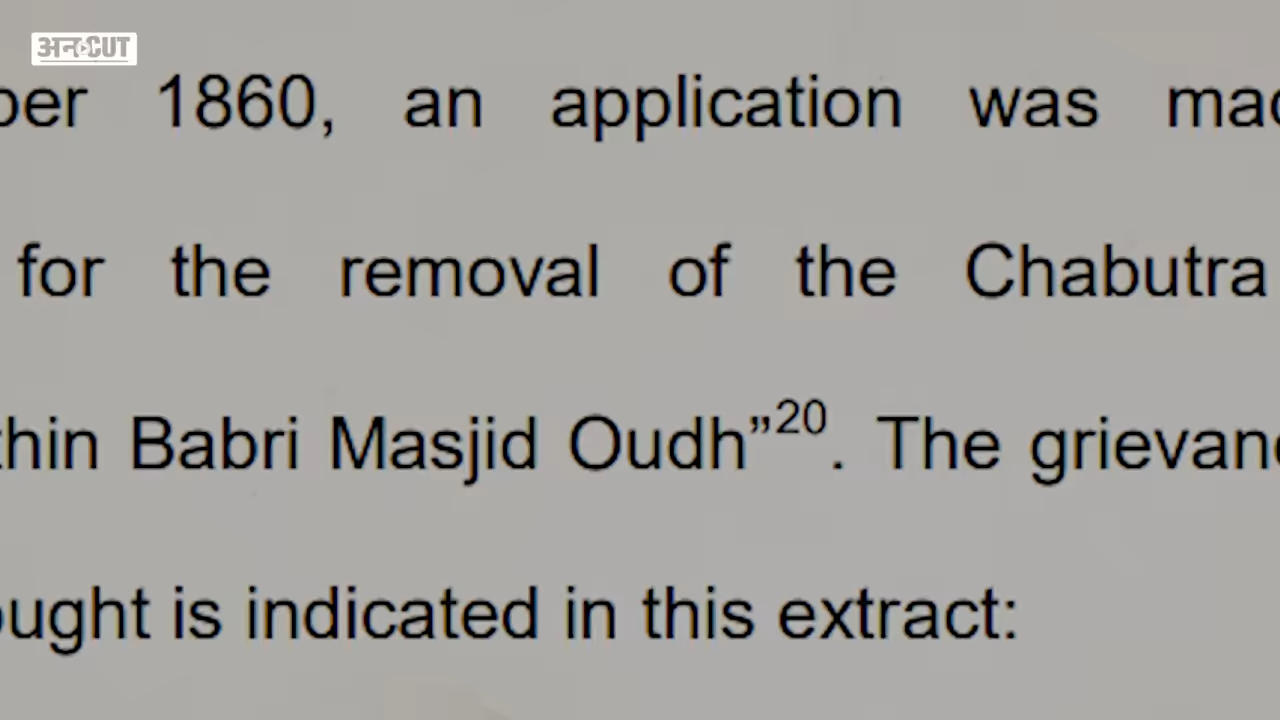 अनCUT
ber 1860, an application was mad
for the removal of the Chabutra
thin Babri Masjid Oudh”20. The grievanc
ought is indicated in this extract: